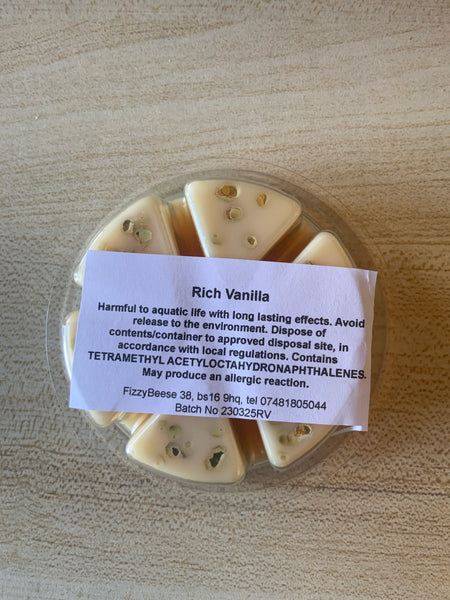 Rich Vanilla
Harmful to aquatic life with long lasting effects. Avoid
release to the environment. Dispose of
contents/container to approved disposal site, in
accordance with local regulations. Contains
TETRAMETHYL ACETYLOCTAHYDRONAPHTHALENES.
May produce an allergic reaction.
FizzyBeese 38, bs16 9hq, tel 07481805044
Batch No 230325RV